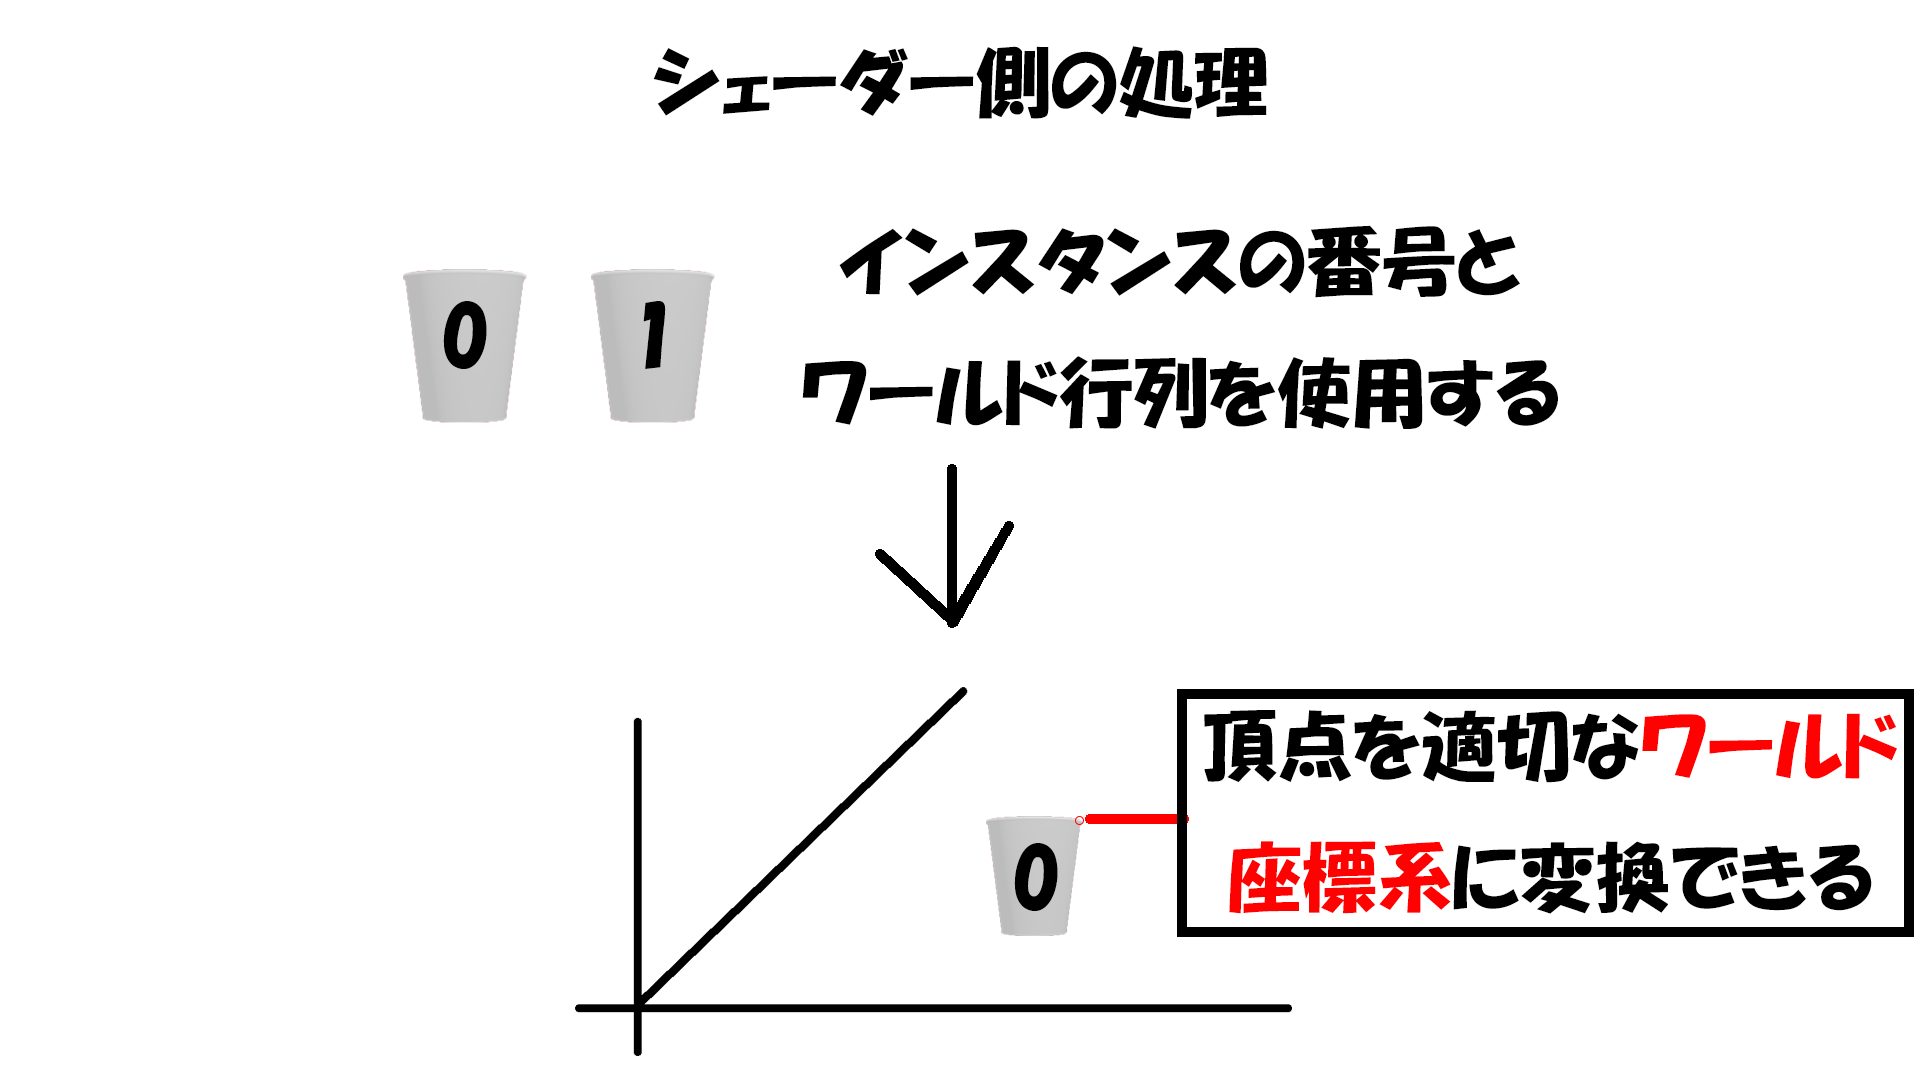 シェーダー側の処理
0 1
インスタンスの番号と
ワールド行列を使用する
0
頂点を適切なワールド
座標系に変換できる